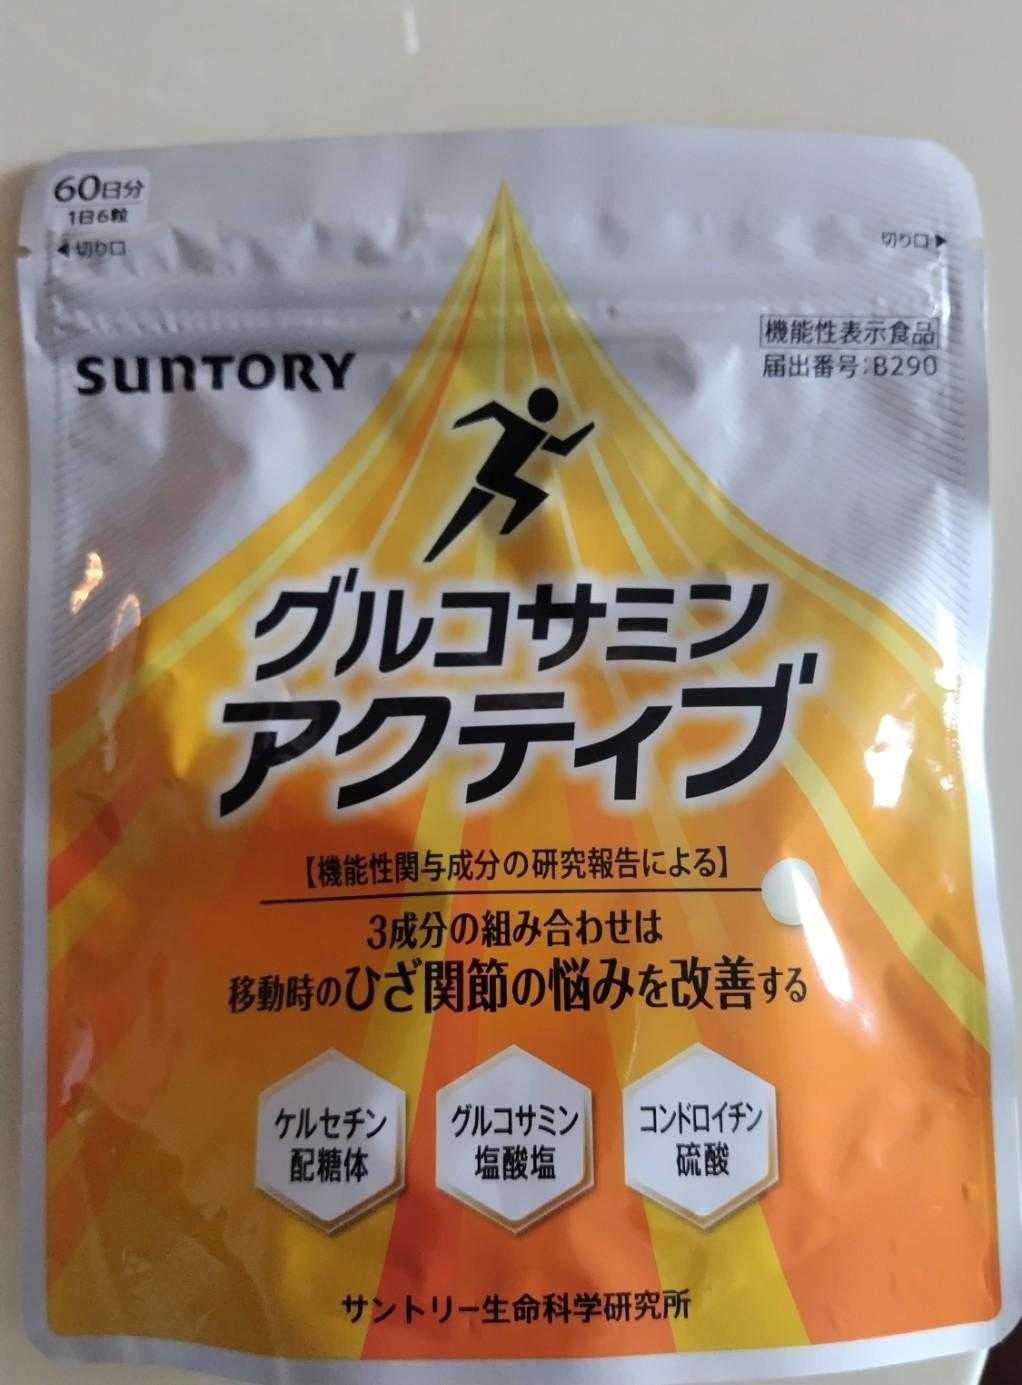 60日分
1日6粒
◀切り口
切り口▶
SUNTORY
機能性表示食品
届出番号:B290
グルコサミン
アクティブ
【機能性関与成分の研究報告による】
3成分の組み合わせは
移動時のひざ関節の悩みを改善する
ケルセチン
配糖体
グルコサミン
塩酸塩
コンドロイチン
硫酸
サントリー生命科学研究所